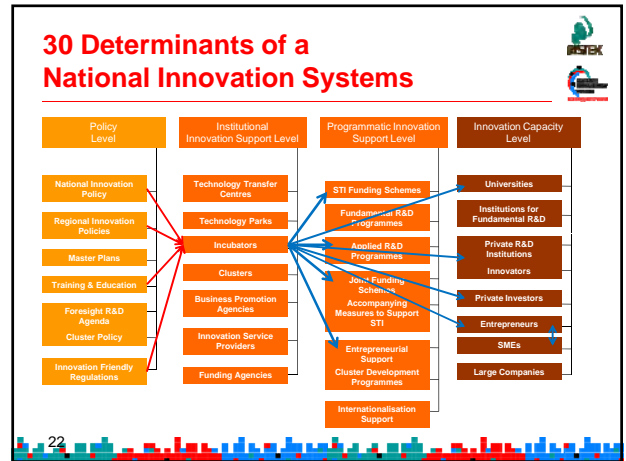 30 Determinants of a
National Innovation Systems
RISTEK
Policy
Level
National Innovation
Policy
Regional Innovation
Policies
Master Plans
Training & Education
Foresight R&D
Agenda
Cluster Policy
Innovation Friendly
Regulations
Institutional
Innovation Support Level
Technology Transfer
Centres
Technology Parks
Incubators
Clusters
Business Promotion
Agencies
Innovation Service
Providers
Funding Agencies
Programmatic Innovation
Support Level
STI Funding Schemes
Fundamental R&D
Programmes
Applied R&D
Programmes
Joint Funding
Schemes
Accompanying
Measures to Support
STI
Entrepreneurial
Support
Cluster Development
Programmes
Internationalisation
Support
Innovation Capacity
Level
Universities
Institutions for
Fundamental R&D
Private R&D
Institutions
Innovators
Private Investors
Entrepreneurs
SMEs
Large Companies
22